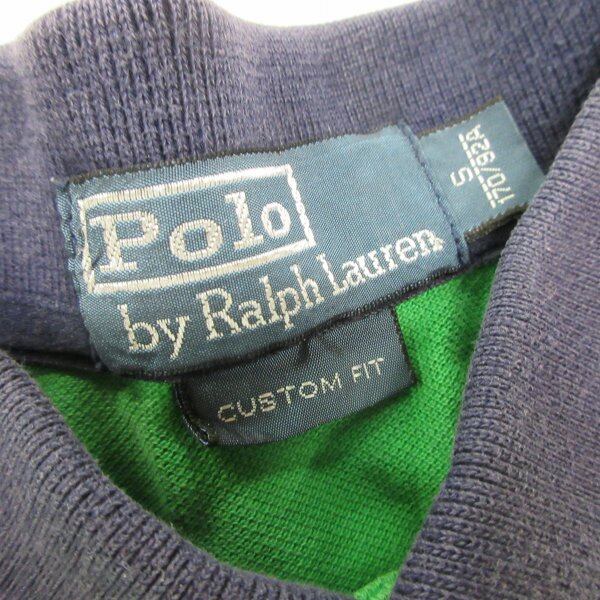 Polo
by Ralph Lauren
CUSTOM FIT
S
170/92A